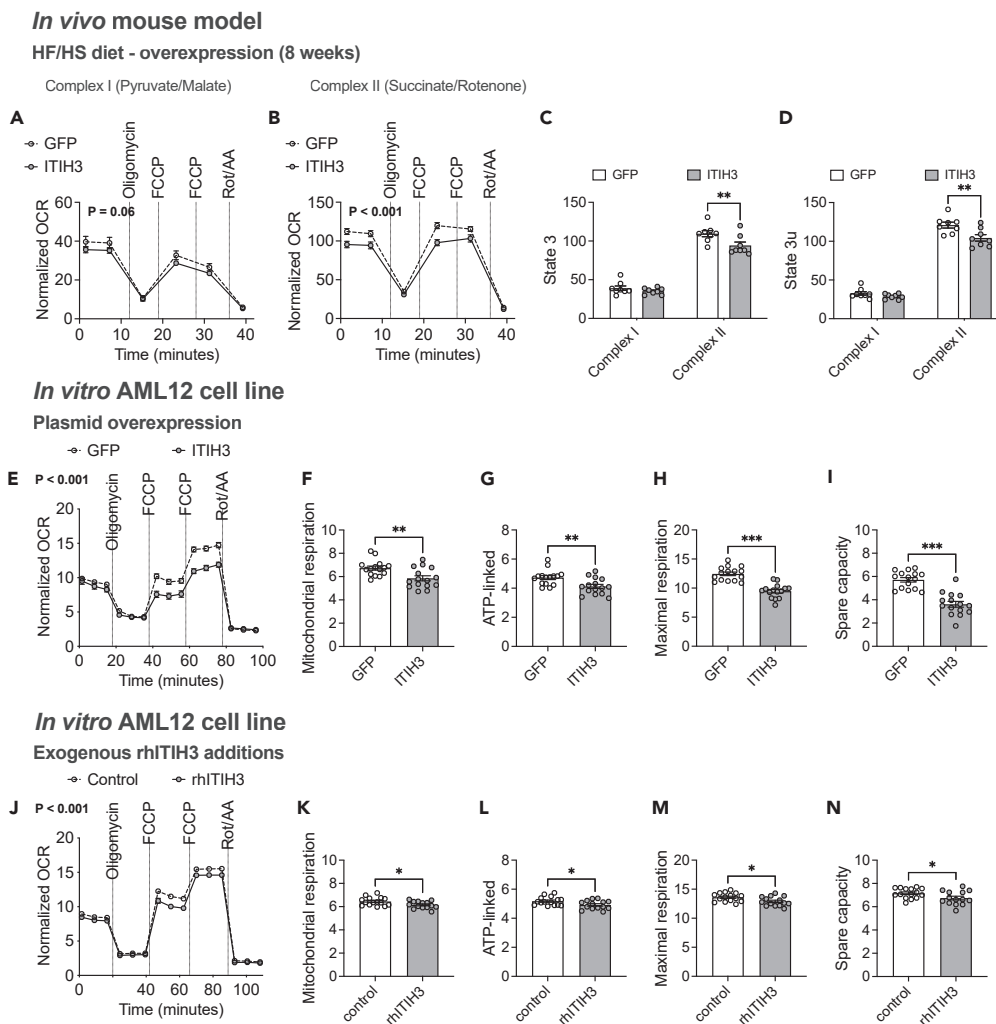 In vivo mouse model
HF/HS diet - overexpression (8 weeks)
Complex I (Pyruvate/Malate)
Complex II (Succinate/Rotenone)
A
GFP
ITIH3
Oligomycin
FCCP
FCCP
Rot/AA
P = 0.06
Normalized OCR
60
40
20
0
0 10 20 30 40
Time (minutes)
B
GFP
ITIH3
Oligomycin
FCCP
FCCP
Rot/AA
P < 0.001
Normalized OCR
150
100
50
0
0 10 20 30 40
Time (minutes)
C
GFP ITIH3
**
State 3
150
100
50
0
Complex I
Complex II
D
GFP ITIH3
**
State 3u
150
100
50
0
Complex I
Complex II
In vitro AML12 cell line
Plasmid overexpression
GFP ITIH3
E
P < 0.001
Oligomycin
FCCP
FCCP
Rot/AA
Normalized OCR
20
15
10
5
0
0 20 40 60 80 100
Time (minutes)
F
**
Mitochondrial respiration
10
8
6
4
2
0
GFP
ITIH3
G
**
ATP-linked
8
6
4
2
0
GFP
ITIH3
H
***
Maximal respiration
20
15
10
5
0
GFP
ITIH3
I
***
Spare capacity
10
8
6
4
2
0
GFP
ITIH3
In vitro AML12 cell line
Exogenous rhITIH3 additions
Control rhITIH3
J
P < 0.001
Oligomycin
FCCP
FCCP
Rot/AA
Normalized OCR
20
15
10
5
0
0 20 40 60 80 100
Time (minutes)
K
*
Mitochondrial respiration
10
8
6
4
2
0
control
rhITIH3
L
*
ATP-linked
8
6
4
2
0
control
rhITIH3
M
*
Maximal respiration
20
15
10
5
0
control
rhITIH3
N
*
Spare capacity
10
8
6
4
2
0
control
rhITIH3